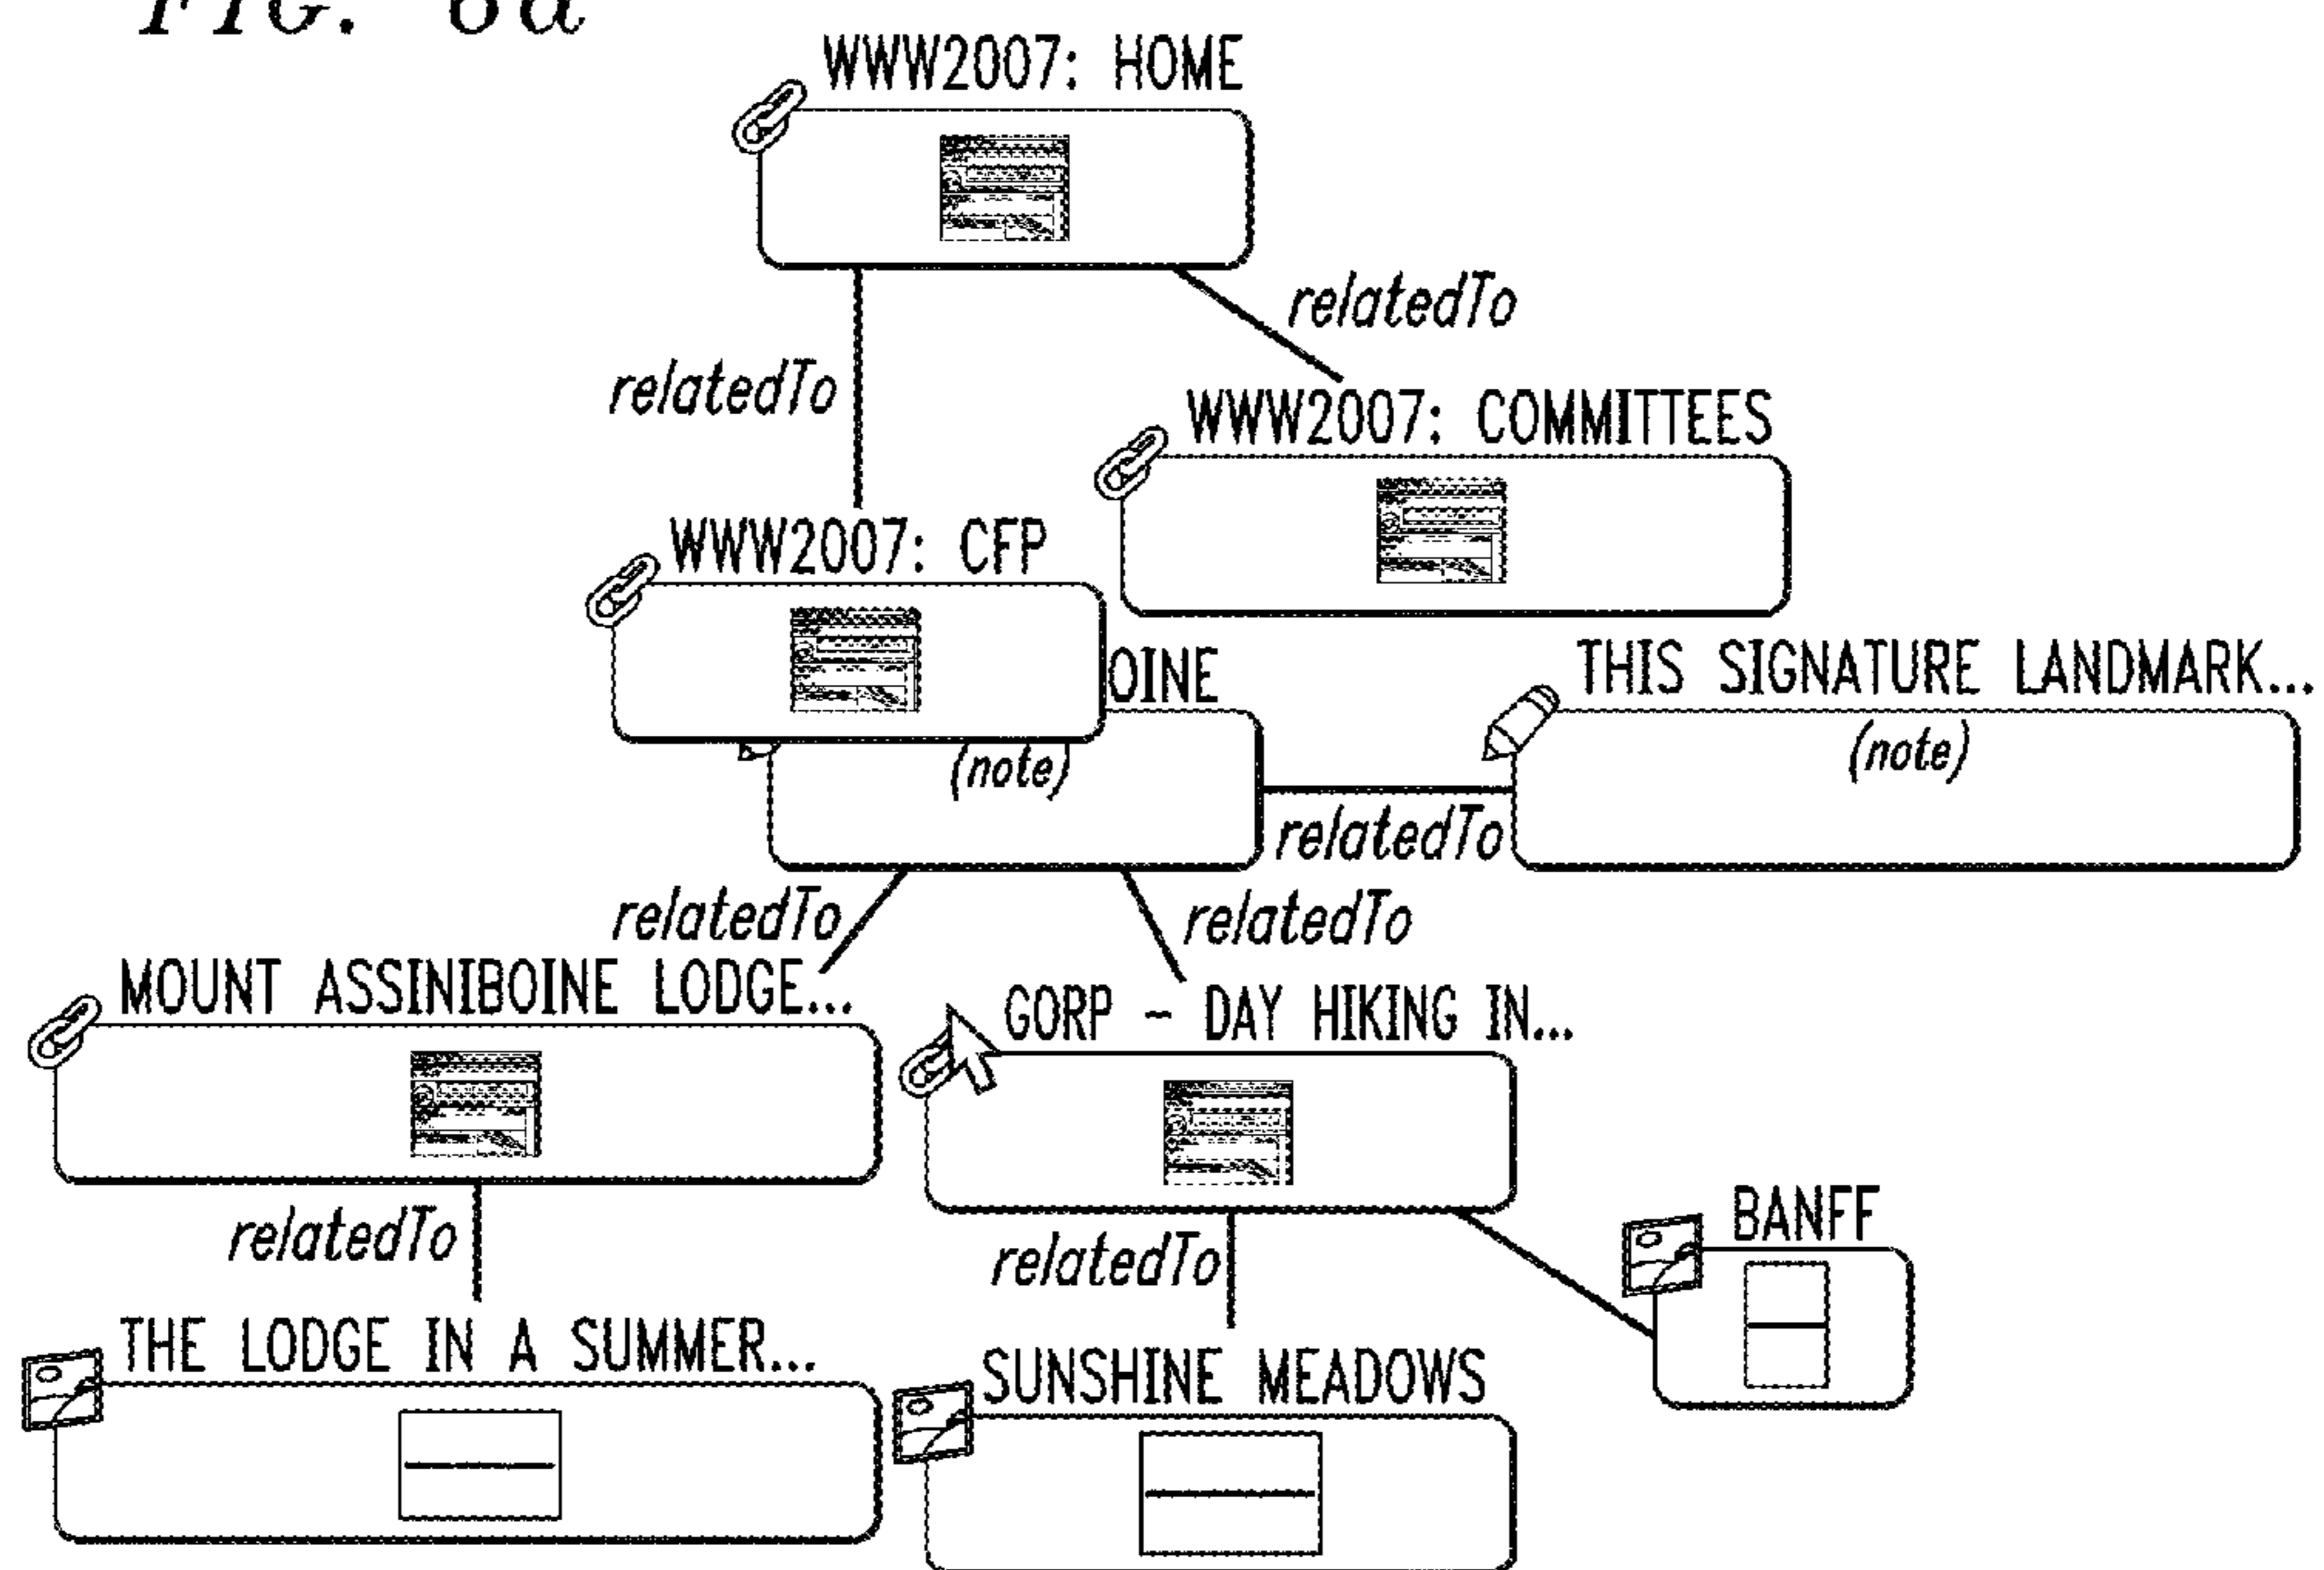 FIG. 6a
WWW2007: HOME
relatedTo
relatedTo
WWW2007: COMMITTEES
WWW2007: CFP
OINE
THIS SIGNATURE LANDMARK...
(note)
(note)
relatedTo
relatedTo
relatedTo
MOUNT ASSINIBOINE LODGE...
GORP - DAY HIKING IN...
relatedTo
relatedTo
BANFF
THE LODGE IN A SUMMER...
SUNSHINE MEADOWS